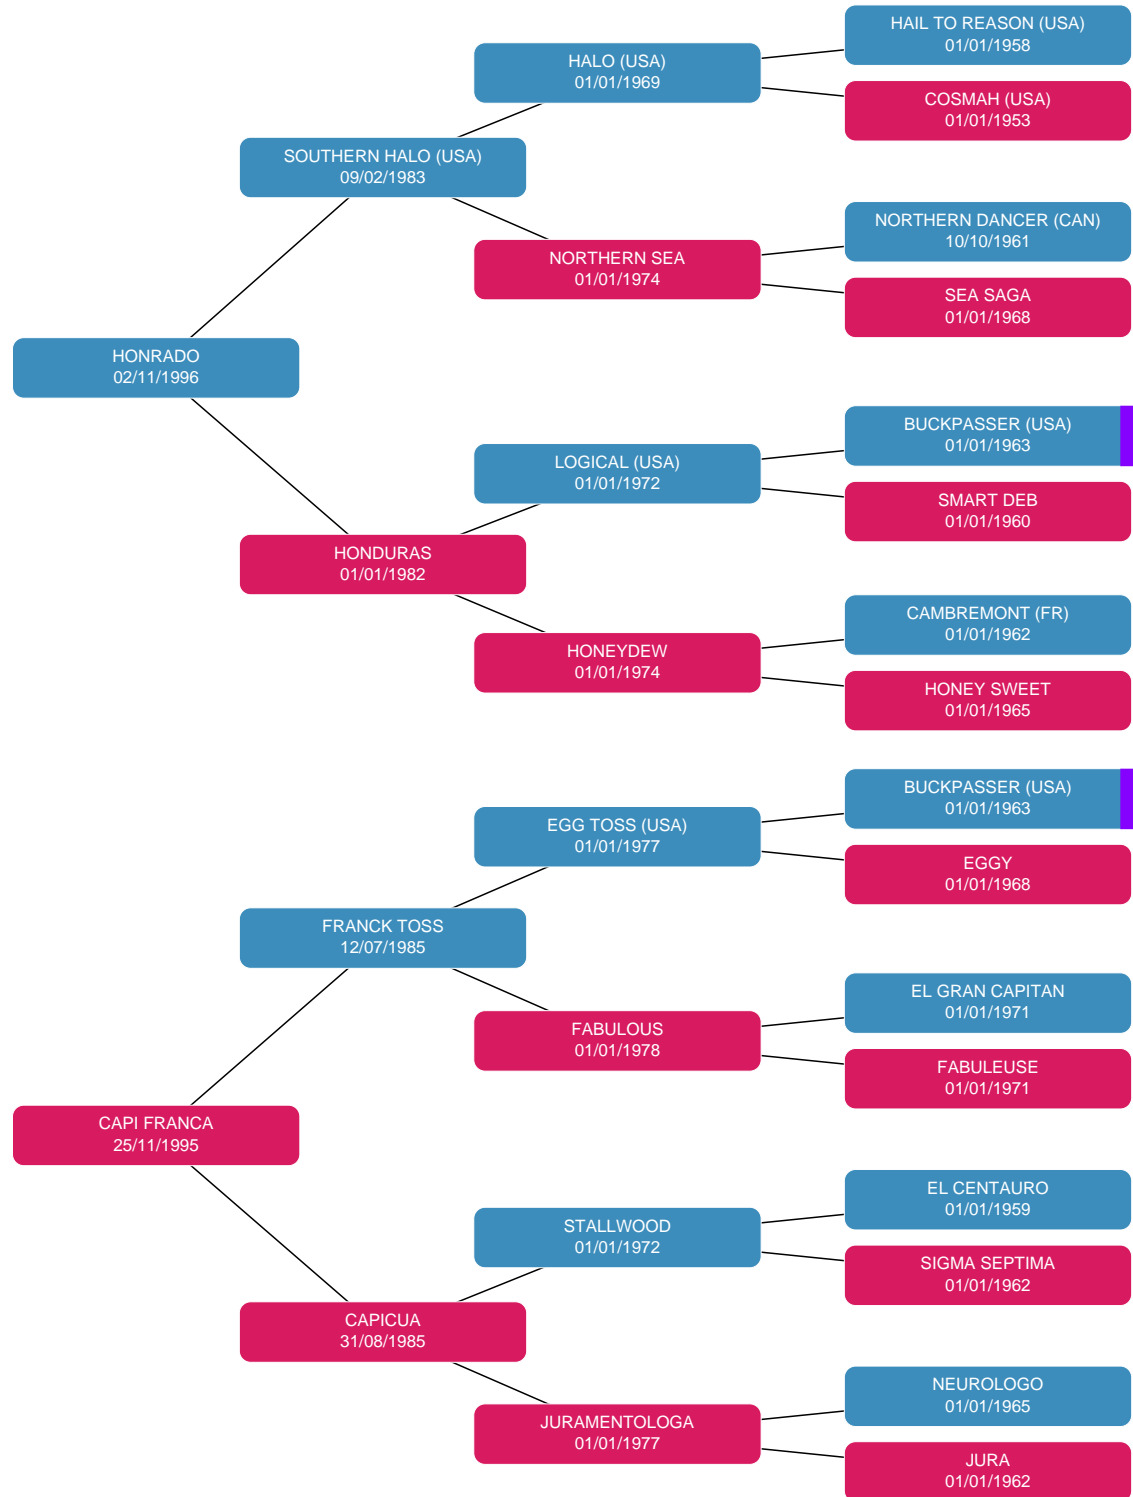 HAIL TO REASON (USA)
01/01/1958
HALO (USA)
01/01/1969
COSMAH (USA)
01/01/1953
SOUTHERN HALO (USA)
09/02/1983
NORTHERN DANCER (CAN)
10/10/1961
NORTHERN SEA
01/01/1974
SEA SAGA
01/01/1968
HONRADO
02/11/1996
BUCKPASSER (USA)
01/01/1963
LOGICAL (USA)
01/01/1972
SMART DEB
01/01/1960
HONDURAS
01/01/1982
CAMBREMONT (FR)
01/01/1962
HONEYDEW
01/01/1974
HONEY SWEET
01/01/1965
BUCKPASSER (USA)
01/01/1963
EGG TOSS (USA)
01/01/1977
EGGY
01/01/1968
FRANCK TOSS
12/07/1985
EL GRAN CAPITAN
01/01/1971
FABULOUS
01/01/1978
FABULEUSE
01/01/1971
CAPI FRANCA
25/11/1995
EL CENTAURO
01/01/1959
STALLWOOD
01/01/1972
SIGMA SEPTIMA
01/01/1962
CAPICUA
31/08/1985
NEUROLOGO
01/01/1965
JURAMENTOLOGA
01/01/1977
JURA
01/01/1962